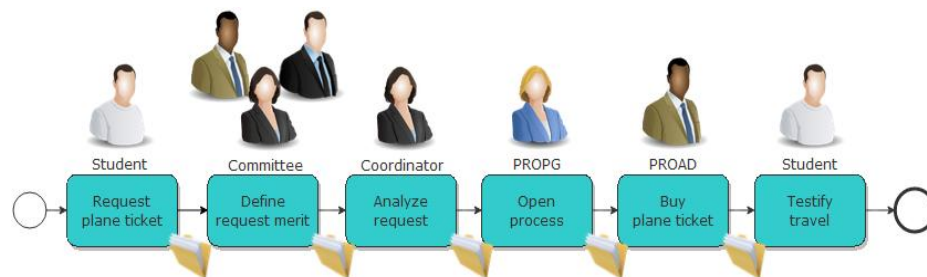 Student
Committee
Coordinator
PROPG
PROAD
Student
Request
plane ticket
Define
request merit
Analyze
request
Open
process
Buy
plane ticket
Testify
travel